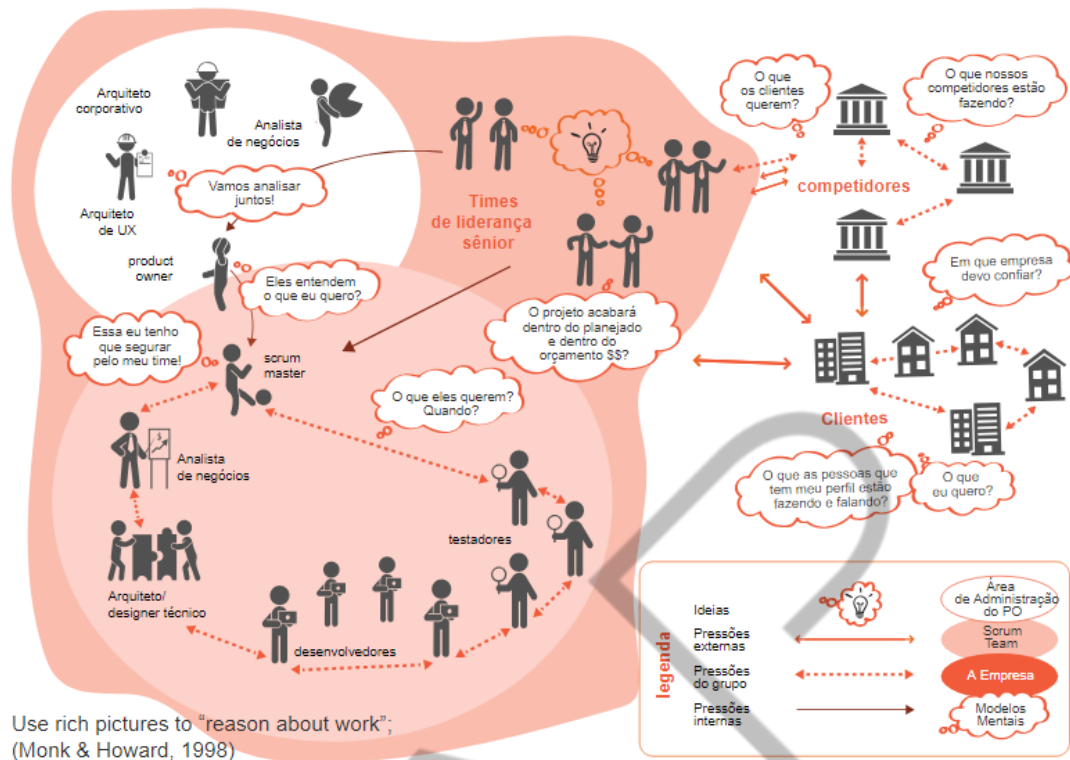 Arquiteto
corporativo
Analista
de negócios
Vamos analisar
juntos!
Arquiteto
de UX
product
owner
Eles entendem
o que eu quero?
Essa eu tenho
que segurar
pelo meu time!
scrum
master
Times
de liderança
sênior
O projeto acabará
dentro do planejado
e dentro do
orçamento $$?
O que eles querem?
Quando?
Analista
de negócios
testadores
Arquiteto/
designer técnico
desenvolvedores
O que
os clientes
querem?
O que nossos
competidores estão
fazendo?
competidores
Em que empresa
devo confiar?
Clientes
O que as pessoas que
tem meu perfil estão
fazendo e falando?
O que
eu quero?
legenda
Ideias
Pressões
externas
Pressões
do grupo
Pressões
internas
Área
de Administração
do PO
Scrum
Team
A Empresa
Modelos
Mentais
Use rich pictures to “reason about work”;
(Monk & Howard, 1998)